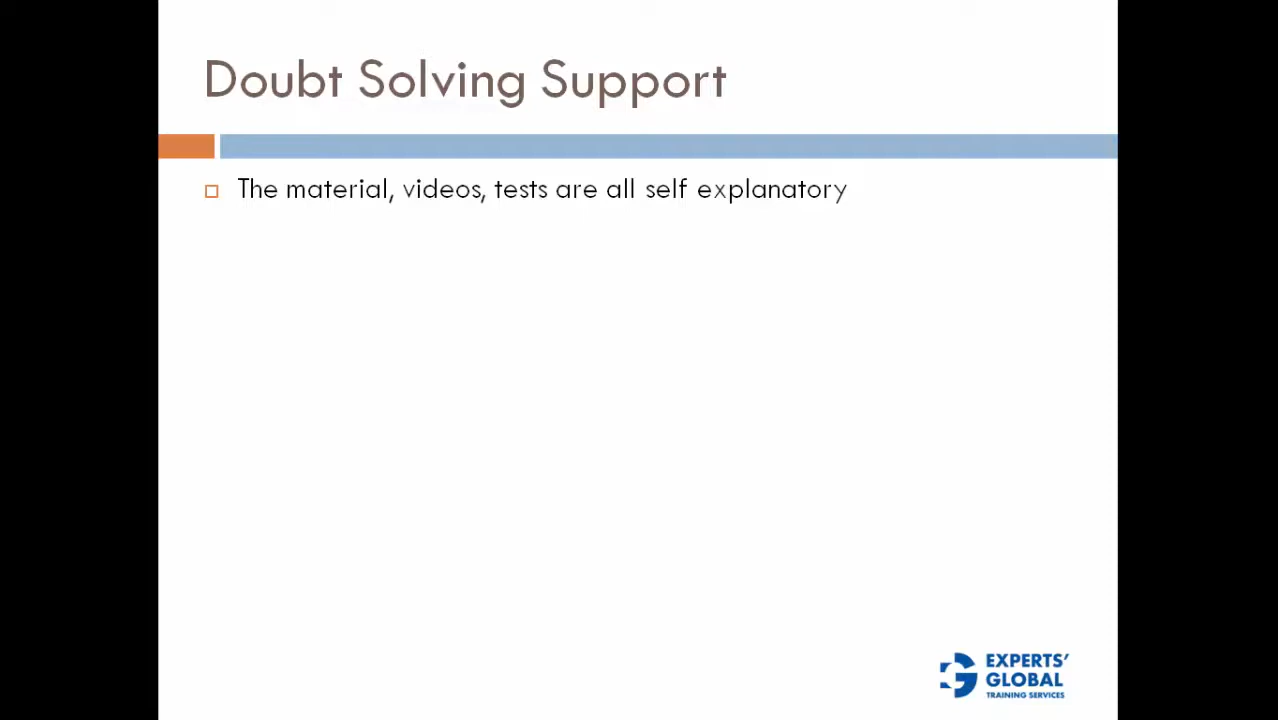 Doubt Solving Support
The material, videos, tests are all self explanatory
EXPERTS'
GLOBAL
TRAINING SERVICES